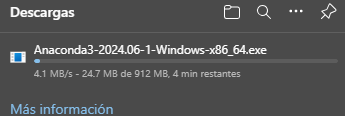 Descargas
Anaconda3-2024.06-1-Windows-x86_64.exe
4.1 MB/s - 24.7 MB de 912 MB, 4 min restantes
Más información